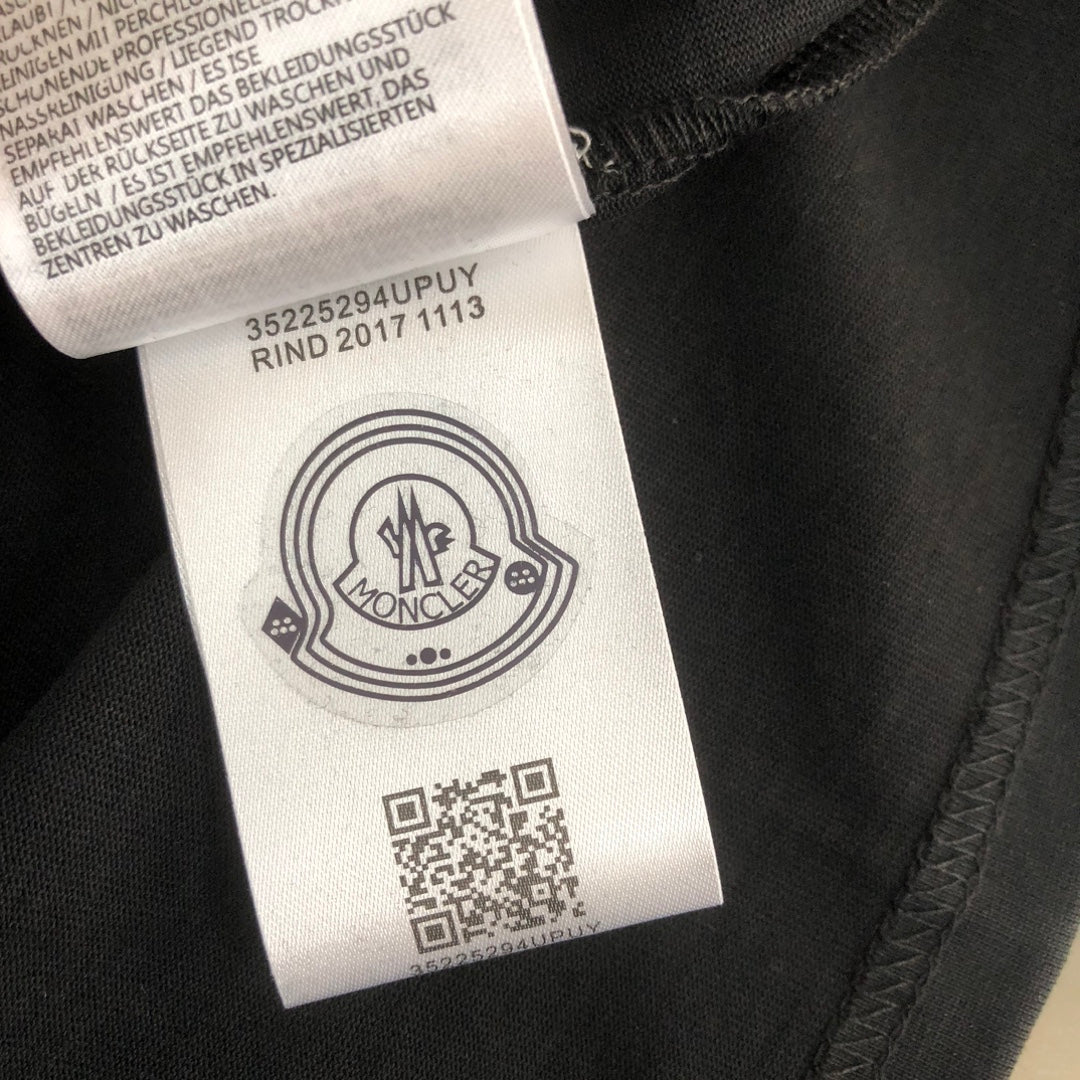 TROCKNEN / NICHT
REINIGEN MIT PERCHLO
SCHONENDE PROFESSIONELLE
NASSREINIGUNG / LIEGEND TROCKN
SEPARAT WASCHEN / ES ISE
EMPFEHLENSWERT DAS BEKLEIDUNGSSTÜCK
AUF DER RÜCKSEITE ZU WASCHEN UND
BÜGELN / ES IST EMPFEHLENSWERT, DAS
BEKLEIDUNGSSTÜCK IN SPEZIALISIERTEN
ZENTREN ZU WASCHEN.
35225294UPUY
RIND 2017 1113
MONCLER
35225294UPUY